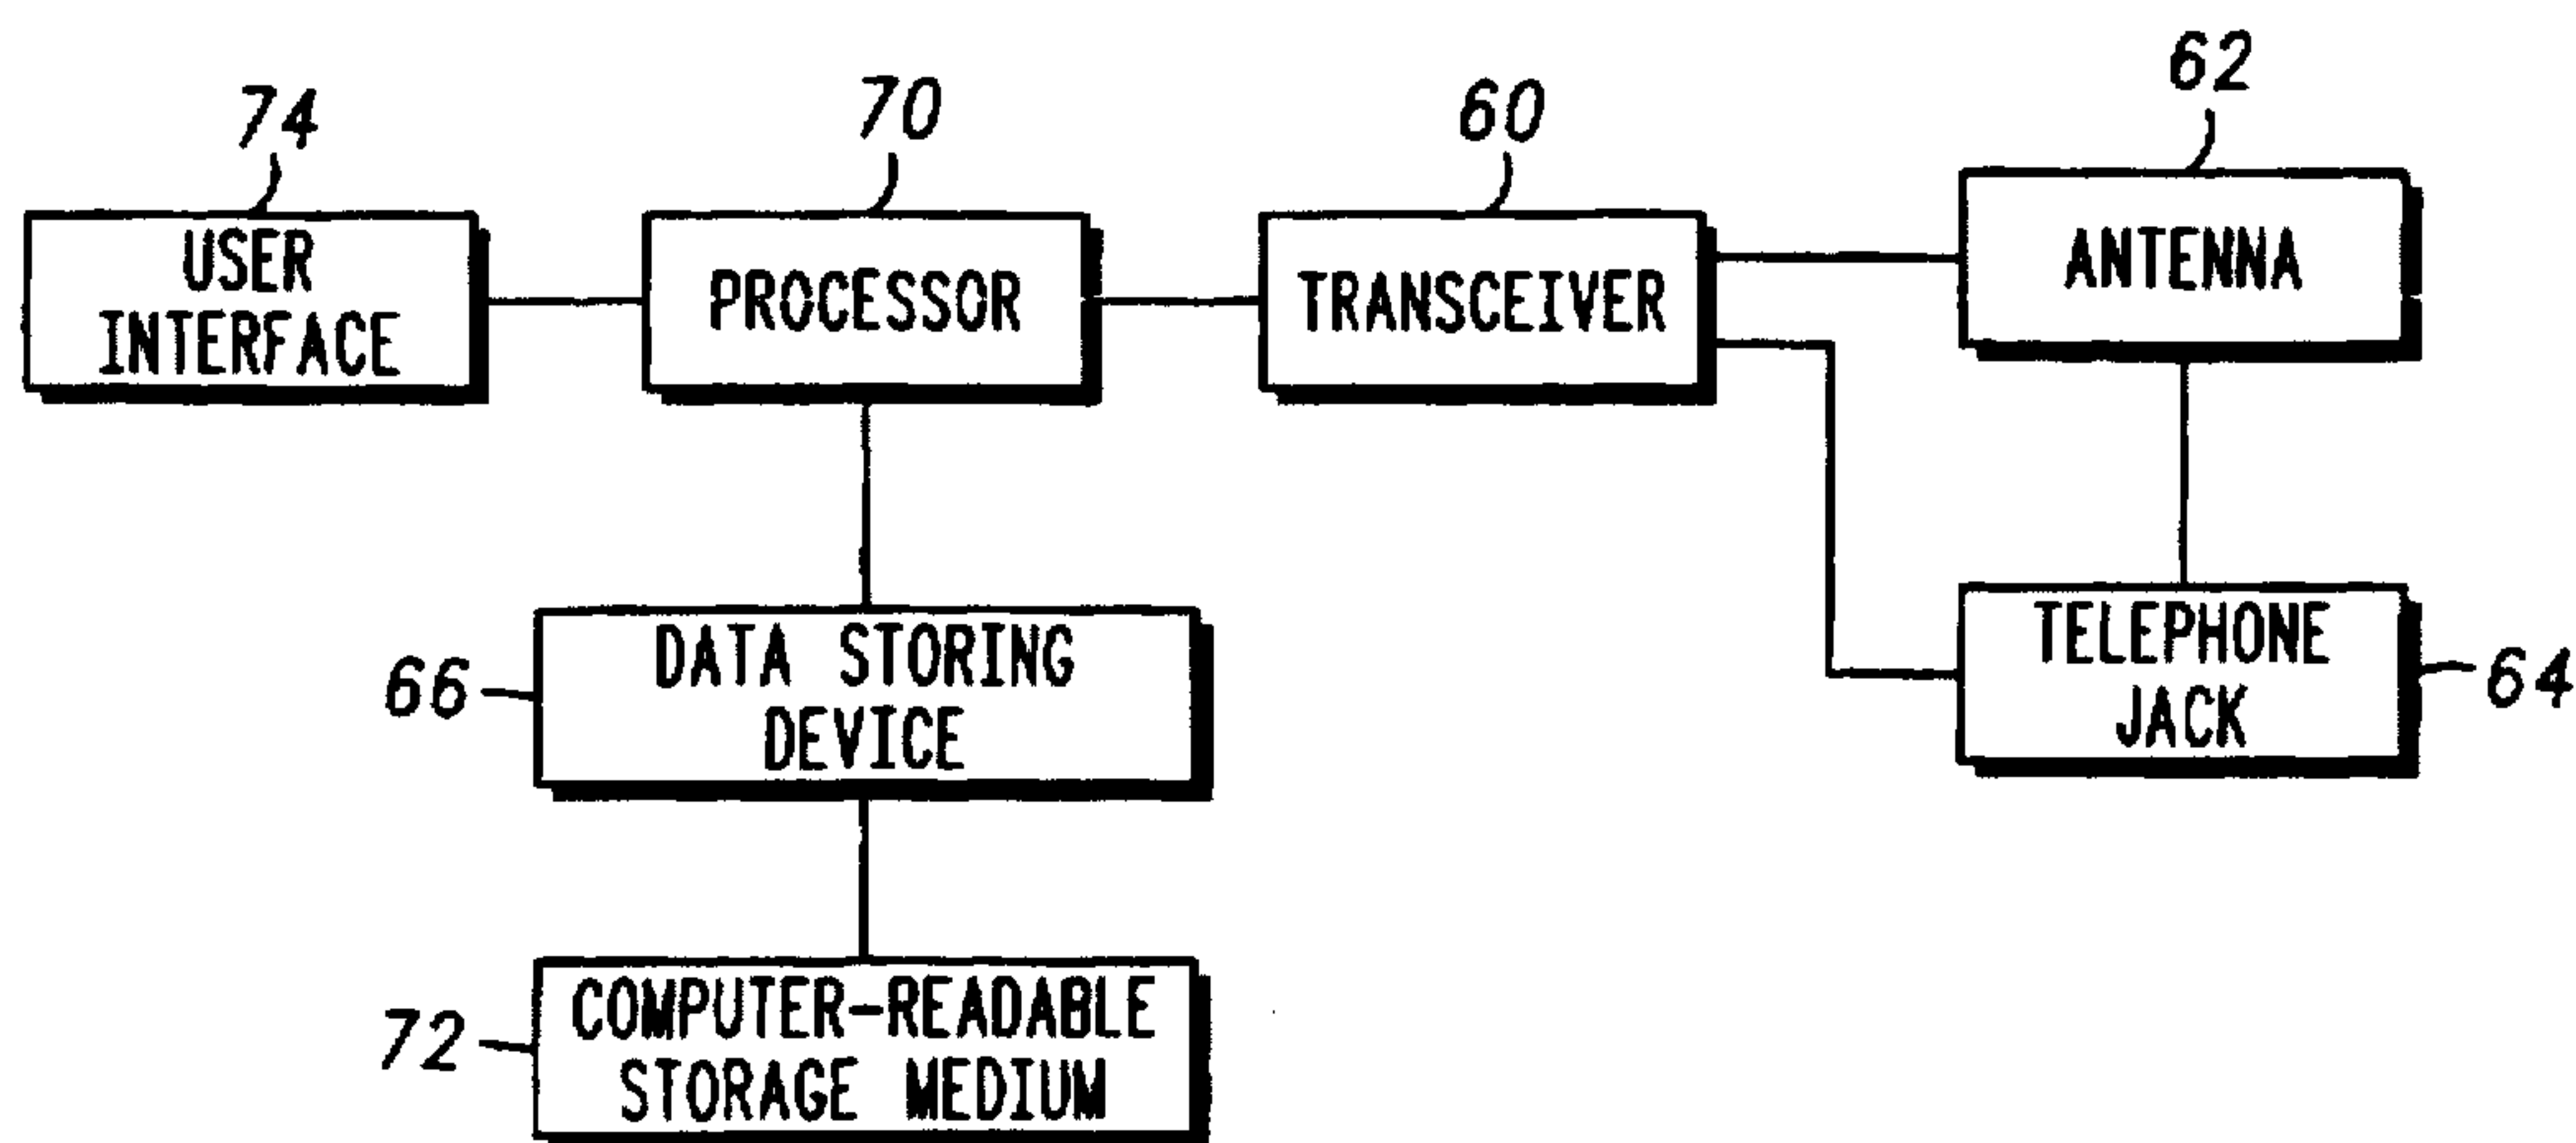 74
70
60
62
USER
INTERFACE
PROCESSOR
TRANSCEIVER
ANTENNA
66
DATA STORING
DEVICE
TELEPHONE
JACK
64
72
COMPUTER-READABLE
STORAGE MEDIUM